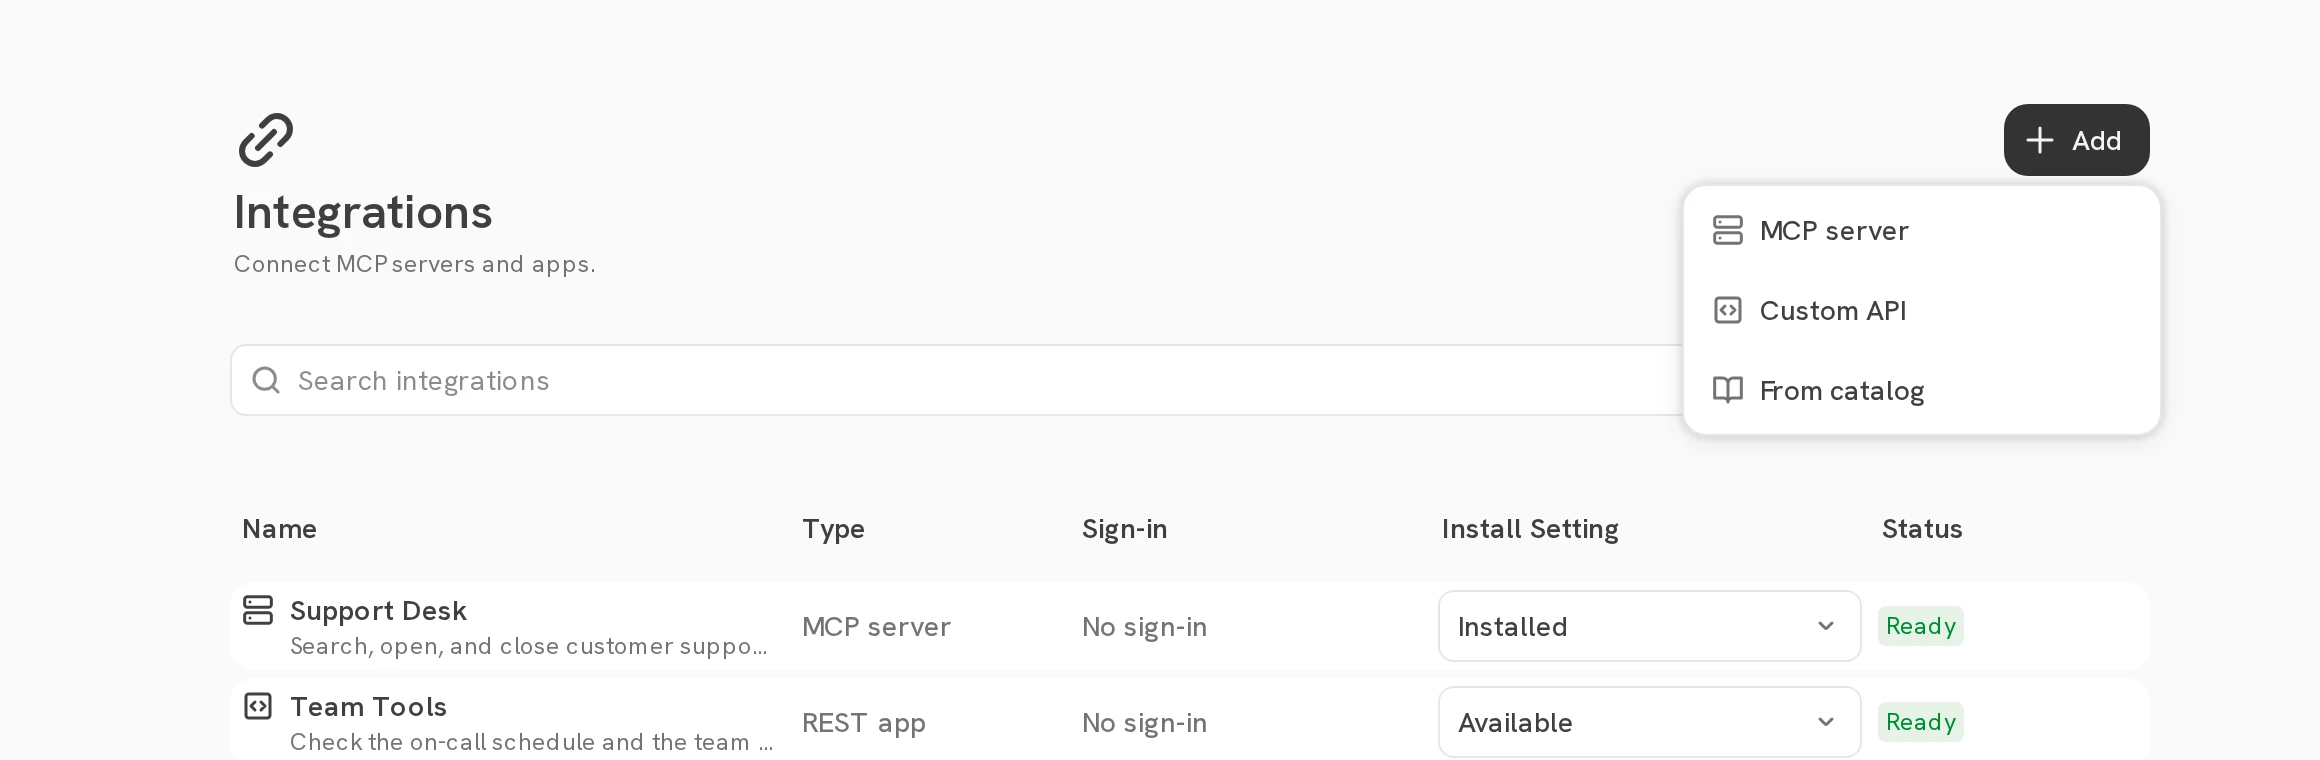 Add
Integrations
Connect MCP servers and apps.
MCP server
Custom API
From catalog
Search integrations
Name Type Sign-in Install Setting Status
Support Desk
Search, open, and close customer suppo...
MCP server No sign-in Installed Ready
Team Tools
Check the on-call schedule and the team ...
REST app No sign-in Available Ready